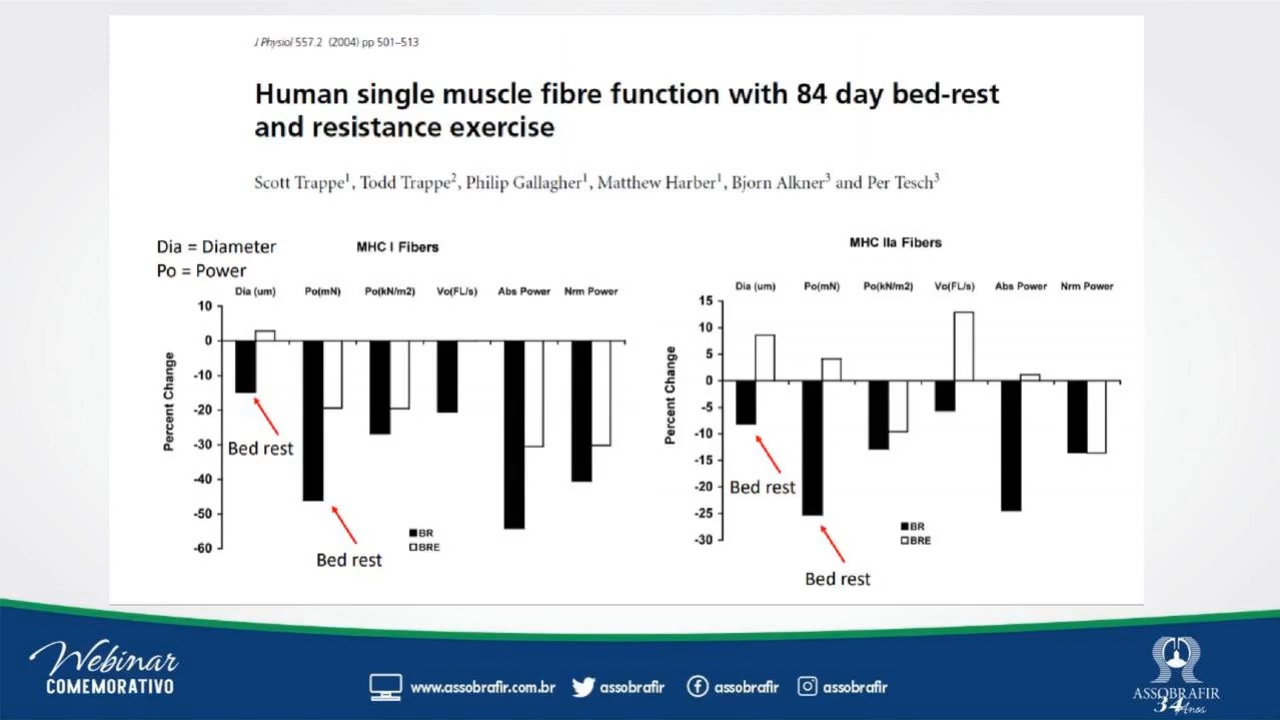 J Physiol 557.2 (2004) pp 501–513
Human single muscle fibre function with 84 day bed-rest
and resistance exercise
Scott Trappe1, Todd Trappe2, Philip Gallagher1, Matthew Harber1, Bjorn Alkner3 and Per Tesch3
Dia = Diameter
Po = Power
MHC I Fibers
Dia (um) Po(mN) Po(kN/m2) Vo(FL/s) Abs Power Nrm Power
Percent Change
10
0
-10
-20
-30
-40
-50
-60
Bed rest
Bed rest
BR
BRE
MHC IIa Fibers
Dia (um) Po(mN) Po(kN/m2) Vo(FL/s) Abs Power Nrm Power
Percent Change
15
10
5
0
-5
-10
-15
-20
-25
-30
Bed rest
Bed rest
BR
BRE
Webinar
COMEMORATIVO
www.assobrafir.com.br assobrafir assobrafir assobrafir
ASSOBRAFIR
34 Anos